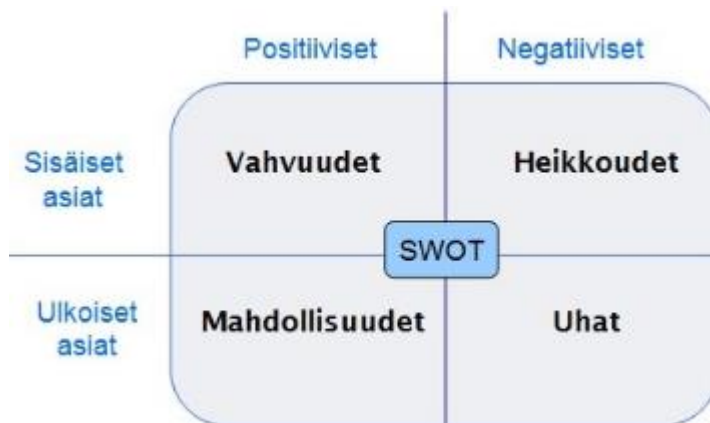 Positiiviset Negatiiviset
Sisäiset
asiat
Vahvuudet Heikkoudet
SWOT
Ulkoiset
asiat
Mahdollisuudet Uhat